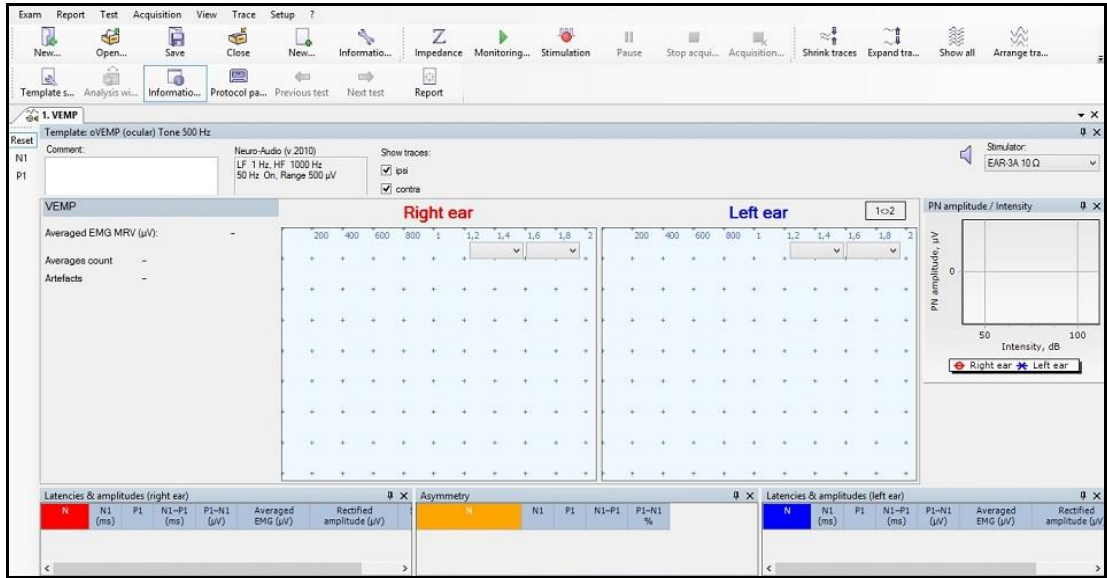 Exam Report Test Acquisition View Trace Setup ?
New... Open... Save Close New... Informatio... Impedance Monitoring... Stimulation Pause Stop acqui... Acquisition... Shrink traces Expand tra... Show all Arrange tra...
Template s... Analysis wi... Informatio... Protocol pa... Previous test Next test Report
1. VEMP
Reset
N1
P1
Template: oVEMP (ocular) Tone 500 Hz
Comment:
Neuro-Audio (v.2010)
LF 1 Hz, HF 1000 Hz
50 Hz On, Range 500 µV
Show traces:
ipsi
contra
Stimulator:
EAR-3A 10 Ω
VEMP
Averaged EMG MRV (µV): -
Averages count -
Artefacts -
Right ear
200 400 600 800 1 1,2 1,4 1,6 1,8 2
Left ear
1<>2
200 400 600 800 1 1,2 1,4 1,6 1,8 2
PN amplitude / Intensity
PN amplitude, µV
0
50 100
Intensity, dB
Right ear Left ear
Latencies & amplitudes (right ear)
N N1 (ms) P1 N1-P1 (ms) P1-N1 (µV) Averaged EMG (µV) Rectified amplitude (µV)
Asymmetry
N N1 P1 N1-P1 P1-N1 %
Latencies & amplitudes (left ear)
N N1 (ms) P1 N1-P1 (ms) P1-N1 (µV) Averaged EMG (µV) Rectified amplitude (µV